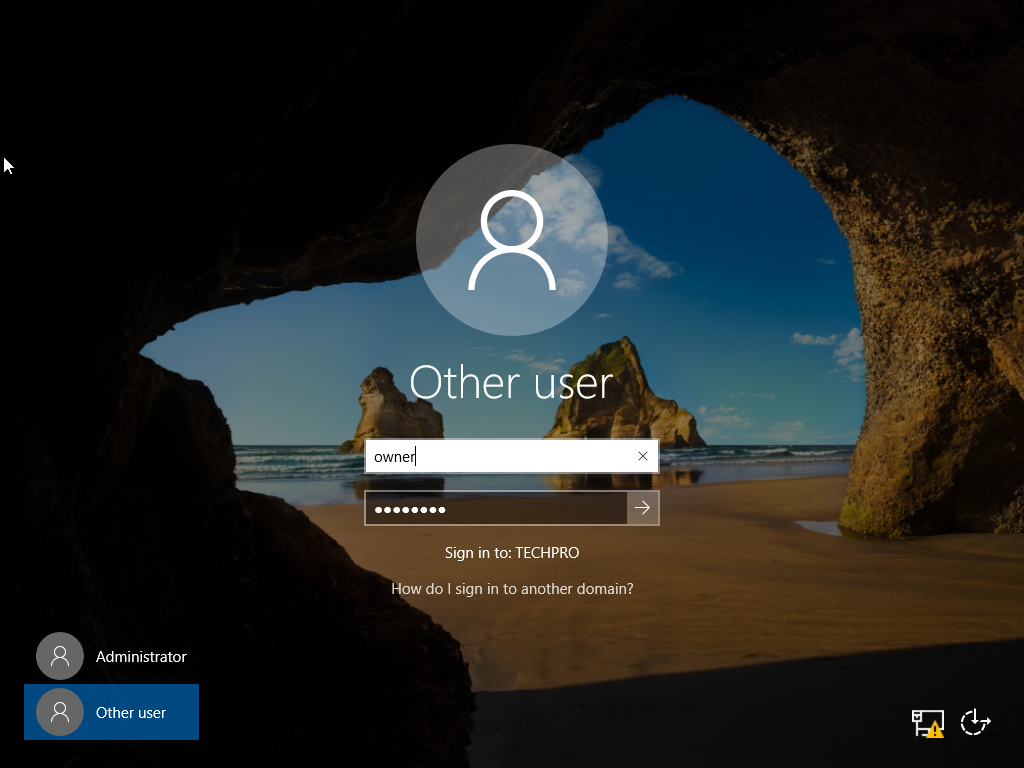 Other user
owner
Sign in to: TECHPRO
How do I sign in to another domain?
Administrator
Other user